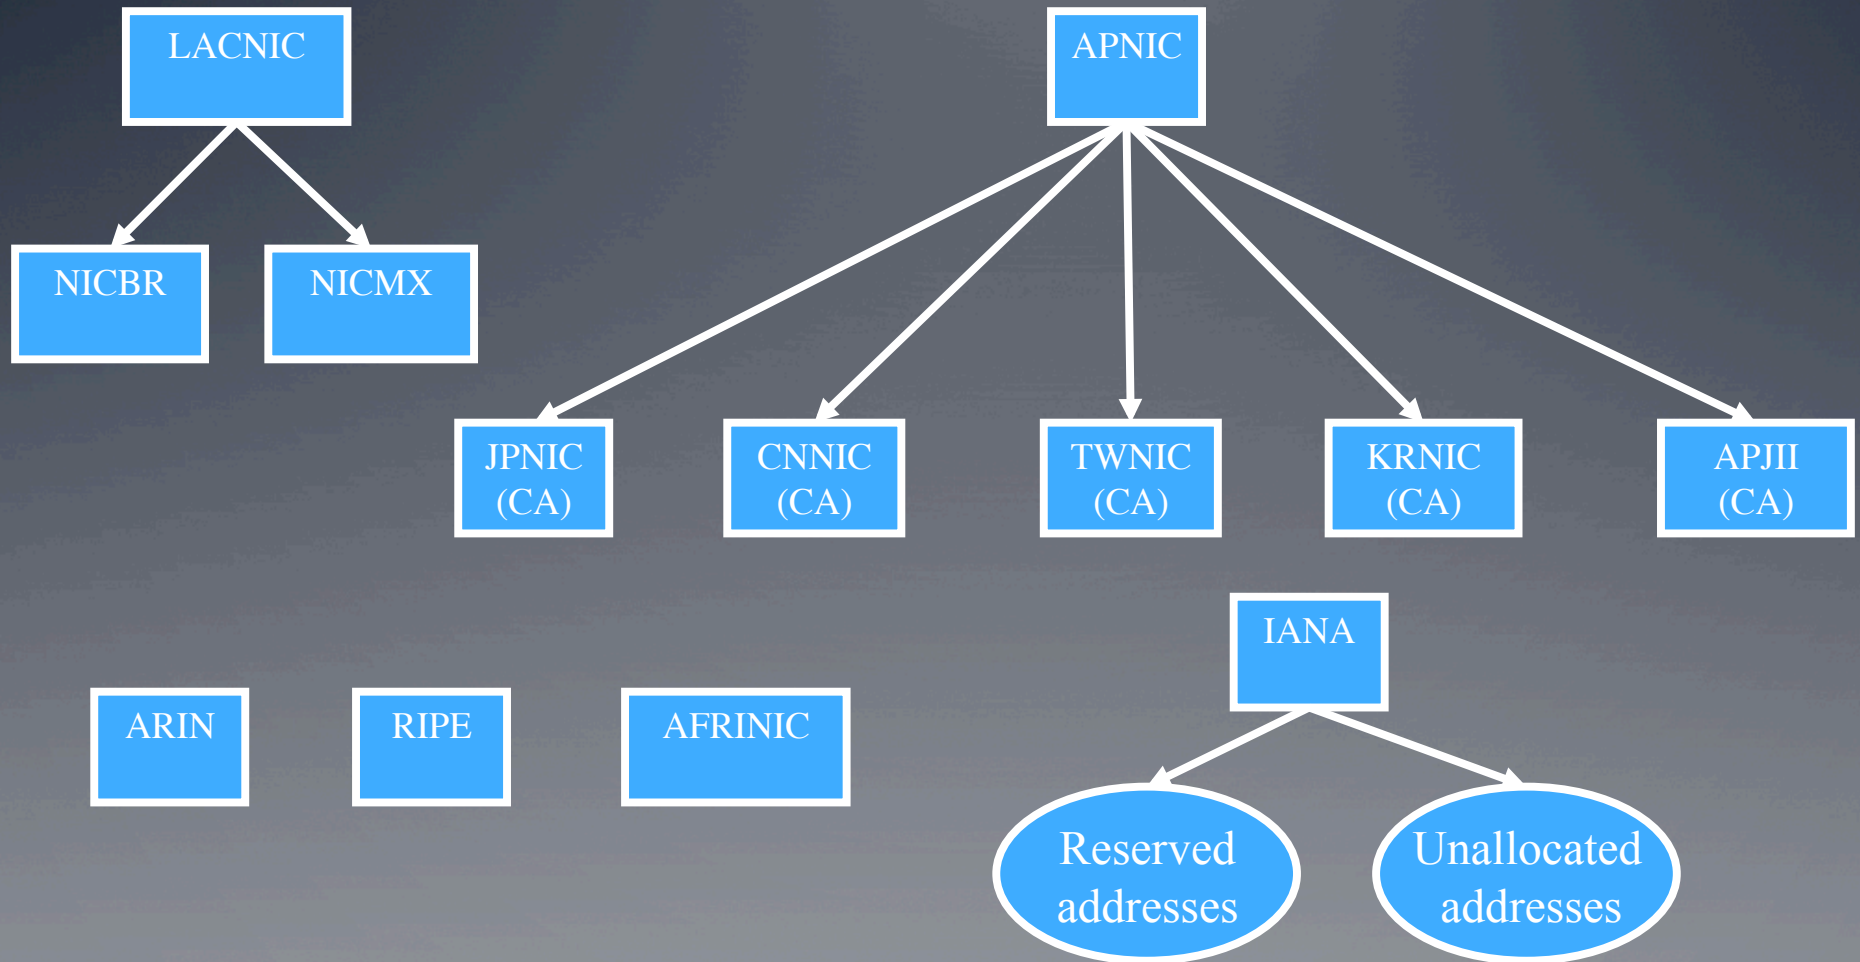 LACNIC
APNIC
NICBR
NICMX
JPNIC
(CA)
CNNIC
(CA)
TWNIC
(CA)
KRNIC
(CA)
APJII
(CA)
IANA
ARIN
RIPE
AFRINIC
Reserved
addresses
Unallocated
addresses